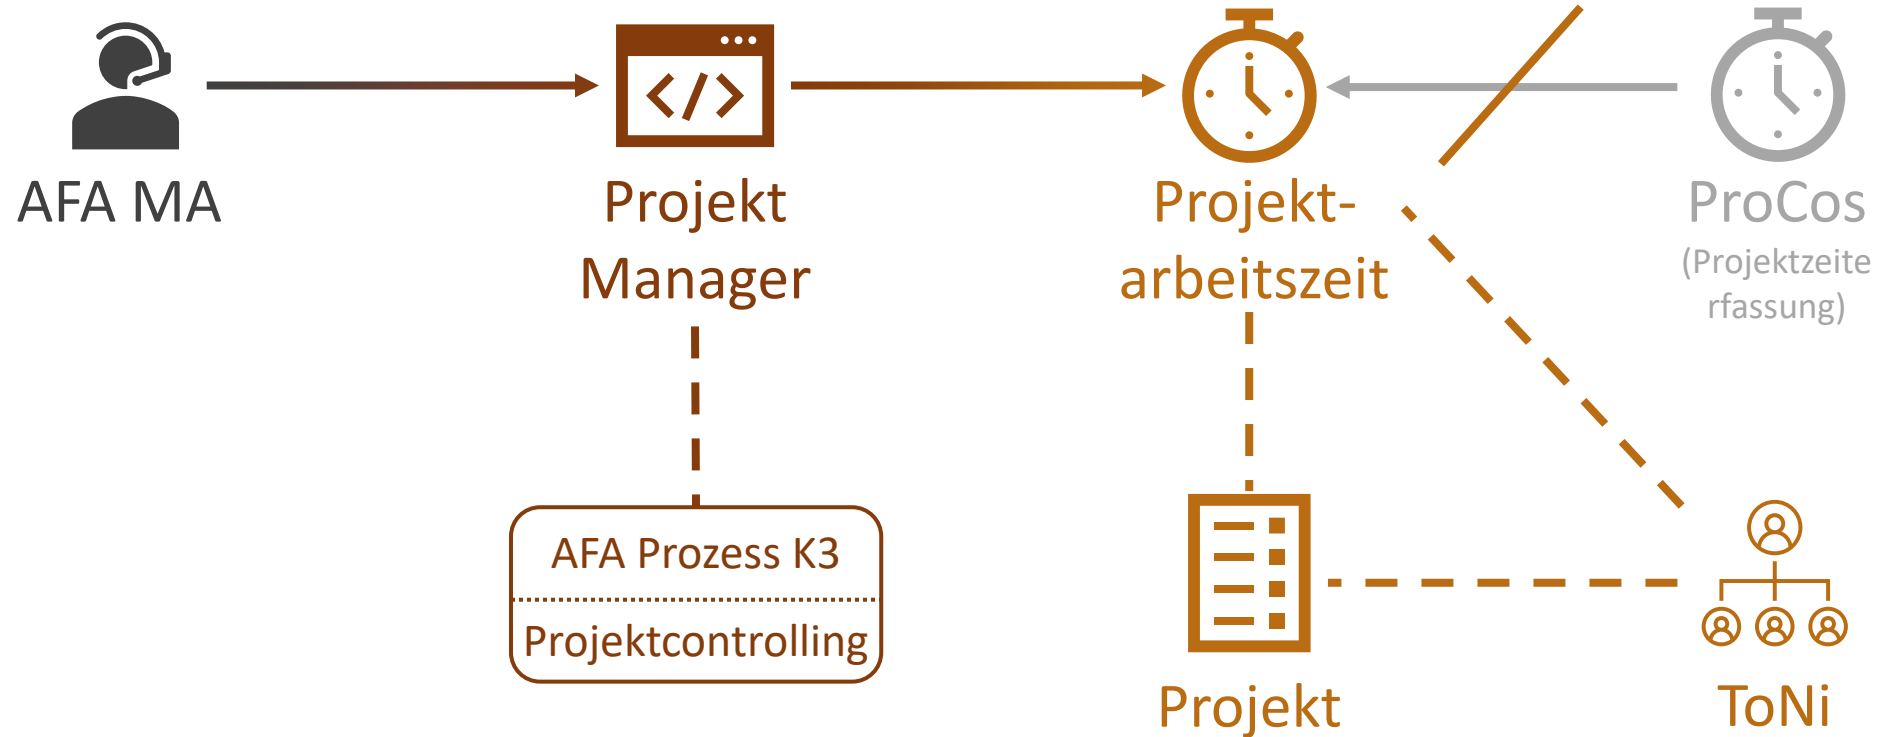 AFA MA
Projekt
Manager
Projekt-
arbeitszeit
ProCos
(Projektzeite
rfassung)
AFA Prozess K3
Projektcontrolling
Projekt
ToNi